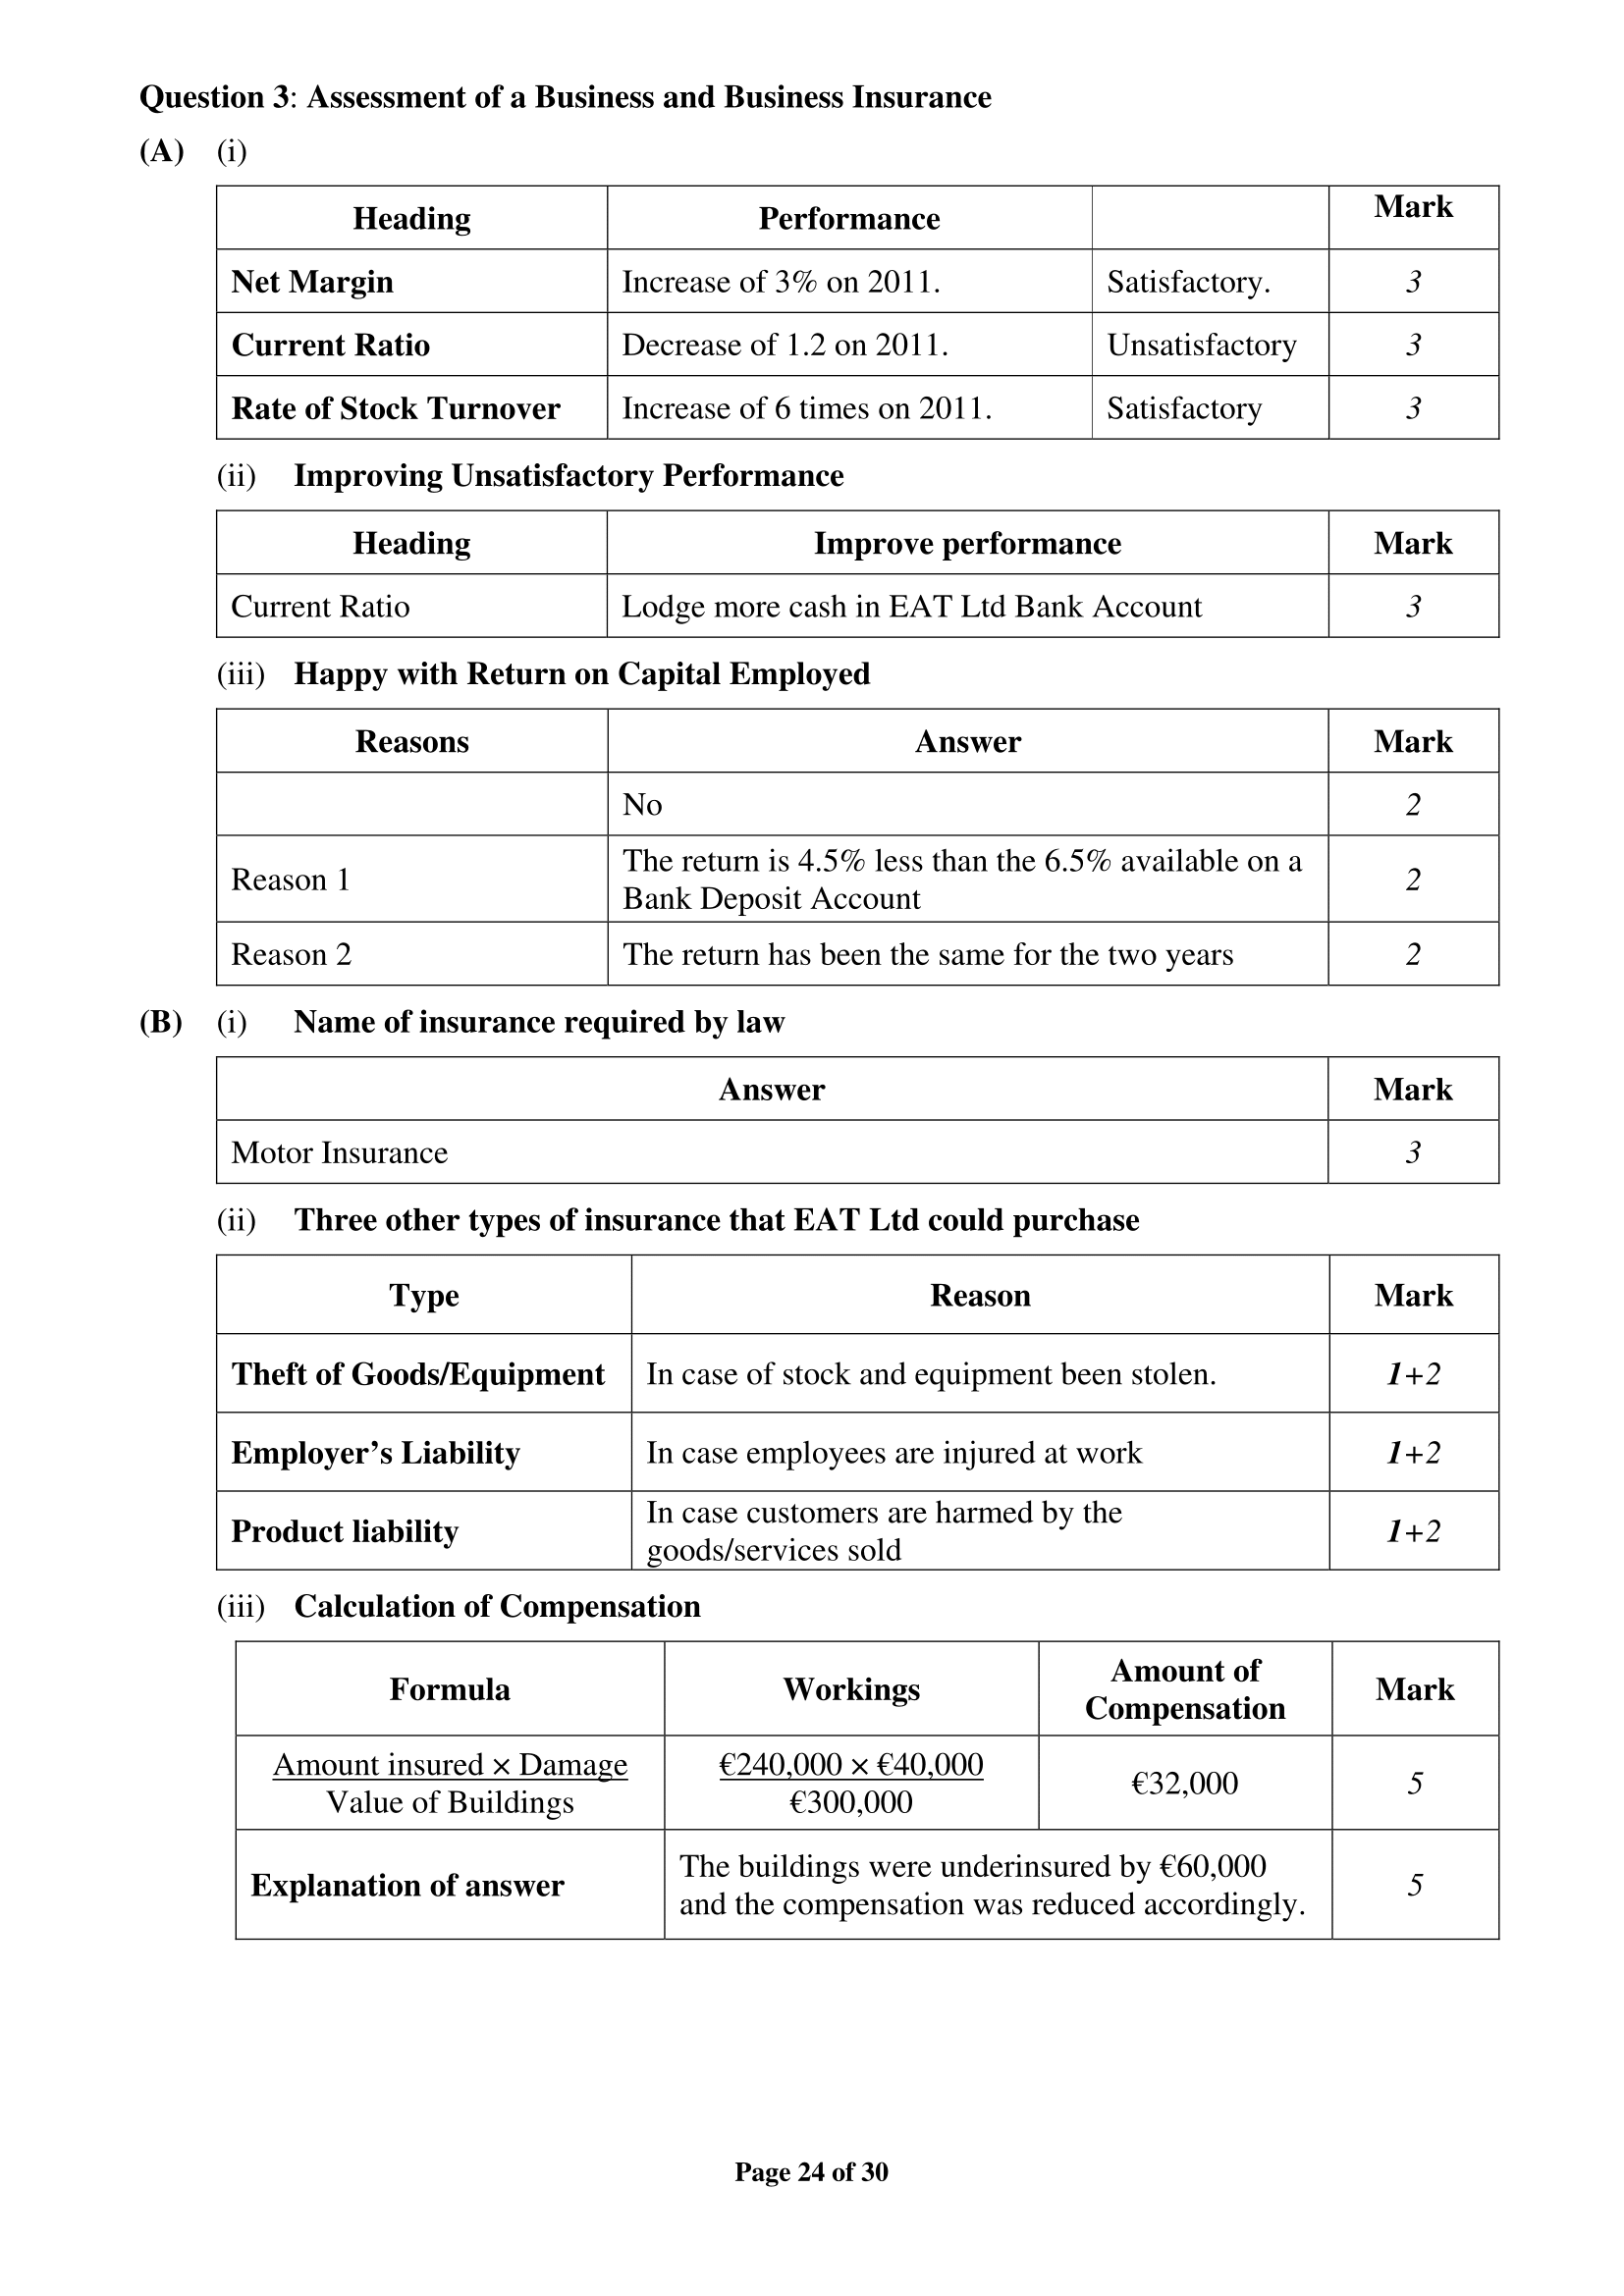 Question 3: Assessment of a Business and Business Insurance
(A) (i)
Heading Performance Mark
Net Margin Increase of 3% on 2011. Satisfactory. 3
Current Ratio Decrease of 1.2 on 2011. Unsatisfactory 3
Rate of Stock Turnover Increase of 6 times on 2011. Satisfactory 3
(ii) Improving Unsatisfactory Performance
Heading Improve performance Mark
Current Ratio Lodge more cash in EAT Ltd Bank Account 3
(iii) Happy with Return on Capital Employed
Reasons Answer Mark
No 2
Reason 1 The return is 4.5% less than the 6.5% available on a
Bank Deposit Account 2
Reason 2 The return has been the same for the two years 2
(B) (i) Name of insurance required by law
Answer Mark
Motor Insurance 3
(ii) Three other types of insurance that EAT Ltd could purchase
Type Reason Mark
Theft of Goods/Equipment In case of stock and equipment been stolen. 1+2
Employer’s Liability In case employees are injured at work 1+2
Product liability In case customers are harmed by the
goods/services sold 1+2
(iii) Calculation of Compensation
Formula Workings Amount of
Compensation Mark
Amount insured × Damage €240,000 × €40,000
Value of Buildings €300,000 €32,000 5
Explanation of answer The buildings were underinsured by €60,000
and the compensation was reduced accordingly. 5
Page 24 of 30